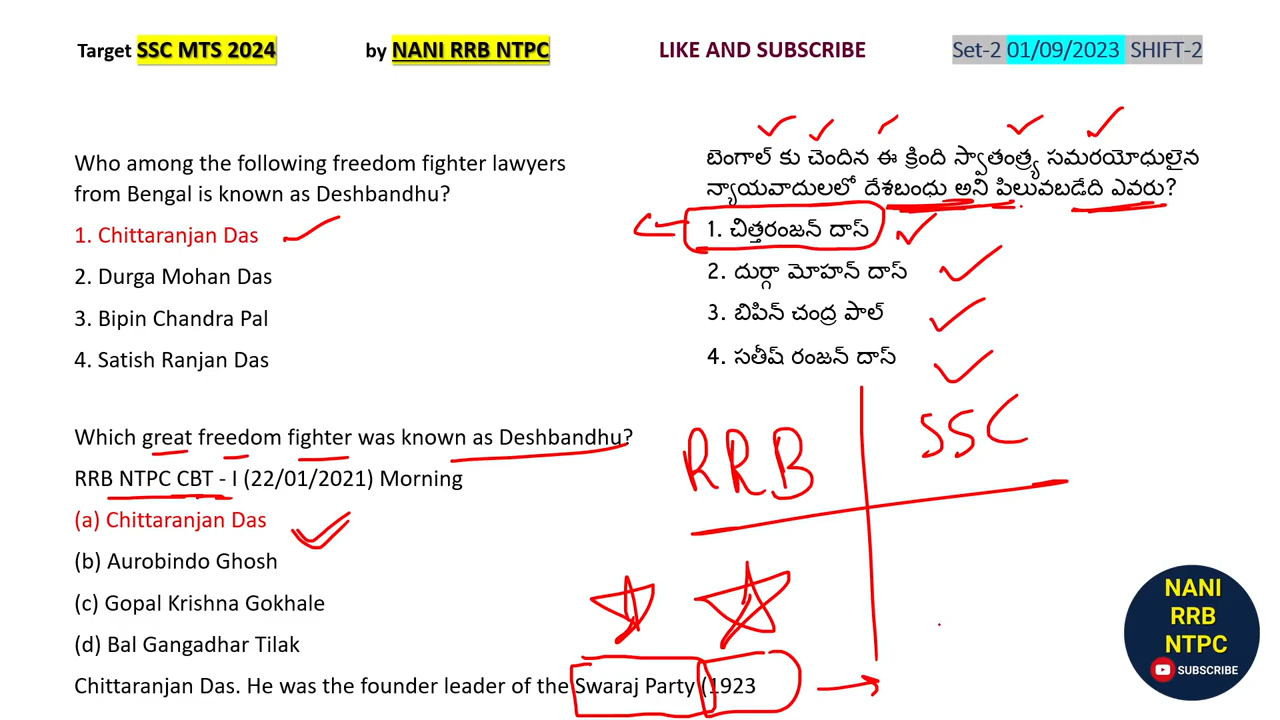 Target SSC MTS 2024 by NANI RRB NTPC LIKE AND SUBSCRIBE Set-2 01/09/2023 SHIFT-2
Who among the following freedom fighter lawyers
from Bengal is known as Deshbandhu?
1. Chittaranjan Das
2. Durga Mohan Das
3. Bipin Chandra Pal
4. Satish Ranjan Das
బెంగాల్ కు చెందిన ఈ క్రింది స్వాతంత్ర్య సమరయోధులైన
న్యాయవాదులలో దేశబంధు అని పిలువబడేది ఎవరు?
1. చిత్తరంజన్ దాస్
2. దుర్గా మోహన్ దాస్
3. బిపిన్ చంద్ర పాల్
4. సతీష్ రంజన్ దాస్
Which great freedom fighter was known as Deshbandhu?
RRB NTPC CBT - I (22/01/2021) Morning
(a) Chittaranjan Das
(b) Aurobindo Ghosh
(c) Gopal Krishna Gokhale
(d) Bal Gangadhar Tilak
Chittaranjan Das. He was the founder leader of the Swaraj Party (1923
RRB SSC
NANI
RRB
NTPC
SUBSCRIBE